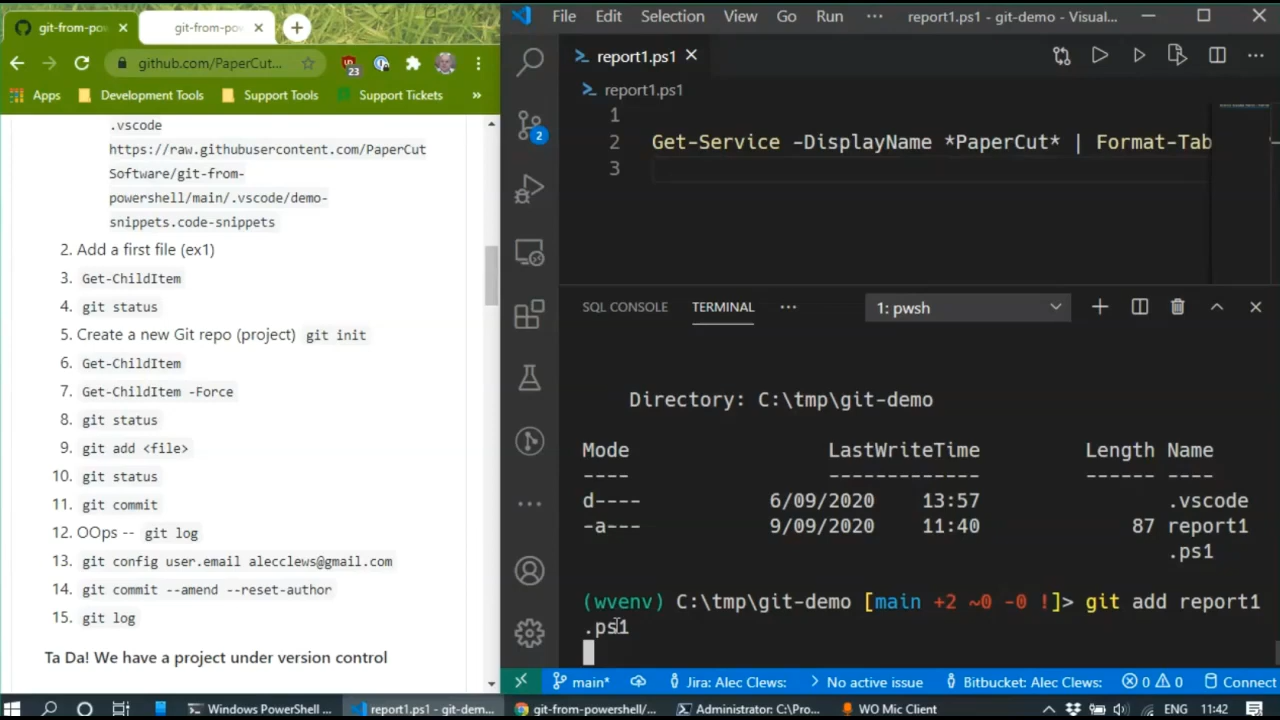 git-from-po
git-from-pov
github.com/PaperCut...
23
Apps
Development Tools
Support Tools
Support Tickets
»
.vscode
https://raw.githubusercontent.com/PaperCut
Software/git-from-
powershell/main/.vscode/demo-
snippets.code-snippets
2. Add a first file (ex1)
3. Get-ChildItem
4. git status
5. Create a new Git repo (project) git init
6. Get-ChildItem
7. Get-ChildItem -Force
8. git status
9. git add <file>
10. git status
11. git commit
12. OOps -- git log
13. git config user.email alecclews@gmail.com
14. git commit --amend --reset-author
15. git log
Ta Da! We have a project under version control
File Edit Selection View Go Run ··· report1.ps1 - git-demo - Visual...
report1.ps1
report1.ps1
1
2 Get-Service -DisplayName *PaperCut* | Format-Tab
3
2
SQL CONSOLE TERMINAL ··· 1: pwsh
Directory: C:\tmp\git-demo
Mode LastWriteTime Length Name
---- ------------- ------ ----
d---- 6/09/2020 13:57 .vscode
-a--- 9/09/2020 11:40 87 report1
.ps1
(wvenv) C:\tmp\git-demo [main +2 ~0 -0 !]> git add report1
.ps1
main* Jira: Alec Clews: No active issue Bitbucket: Alec Clews: 0 0 Connect
Windows PowerShell ... report1.ps1 - git-dem... git-from-powershell/... Administrator: C:\Pro... WO Mic Client ENG 11:42